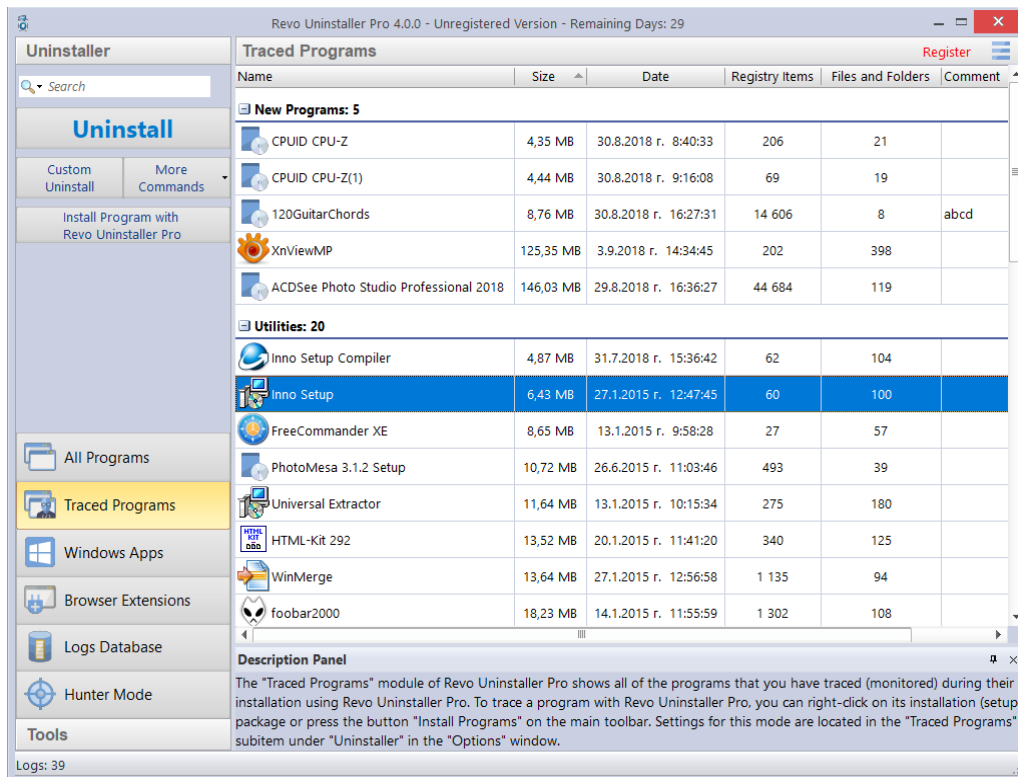 Revo Uninstaller Pro 4.0.0 - Unregistered Version - Remaining Days: 29
Uninstaller
Search
Uninstall
Custom Uninstall
More Commands
Install Program with
Revo Uninstaller Pro
All Programs
Traced Programs
Windows Apps
Browser Extensions
Logs Database
Hunter Mode
Tools
Traced Programs
Register
Name Size Date Registry Items Files and Folders Comment
New Programs: 5
CPUID CPU-Z 4,35 MB 30.8.2018 г. 8:40:33 206 21
CPUID CPU-Z(1) 4,44 MB 30.8.2018 г. 9:16:08 69 19
120GuitarChords 8,76 MB 30.8.2018 г. 16:27:31 14 606 8 abcd
XnViewMP 125,35 MB 3.9.2018 г. 14:34:45 202 398
ACDSee Photo Studio Professional 2018 146,03 MB 29.8.2018 г. 16:36:27 44 684 119
Utilities: 20
Inno Setup Compiler 4,87 MB 31.7.2018 г. 15:36:42 62 104
Inno Setup 6,43 MB 27.1.2015 г. 12:47:45 60 100
FreeCommander XE 8,65 MB 13.1.2015 г. 9:58:28 27 57
PhotoMesa 3.1.2 Setup 10,72 MB 26.6.2015 г. 11:03:46 493 39
Universal Extractor 11,64 MB 13.1.2015 г. 10:15:34 275 180
HTML KIT
HTML-Kit 292 13,52 MB 20.1.2015 г. 11:41:20 340 125
WinMerge 13,64 MB 27.1.2015 г. 12:56:58 1 135 94
foobar2000 18,23 MB 14.1.2015 г. 11:55:59 1 302 108
Description Panel
The "Traced Programs" module of Revo Uninstaller Pro shows all of the programs that you have traced (monitored) during their
installation using Revo Uninstaller Pro. To trace a program with Revo Uninstaller Pro, you can right-click on its installation (setup
package or press the button "Install Programs" on the main toolbar. Settings for this mode are located in the "Traced Programs"
subitem under "Uninstaller" in the "Options" window.
Logs: 39